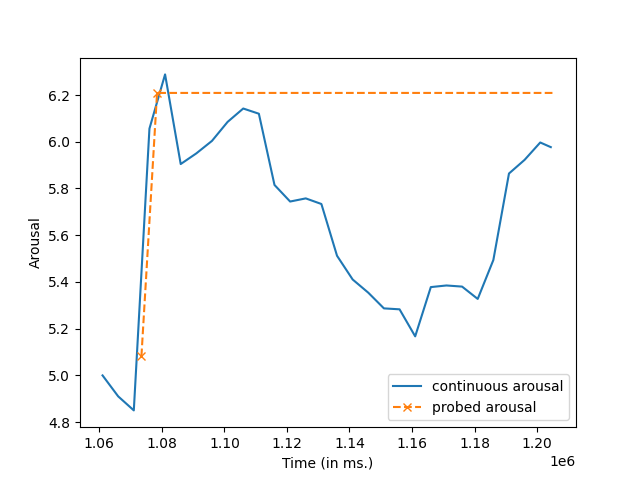 6.2
6.0
5.8
5.6
5.4
5.2
5.0
4.8
Arousal
continuous arousal
probed arousal
1.06 1.08 1.10 1.12 1.14 1.16 1.18 1.20
1e6
Time (in ms.)